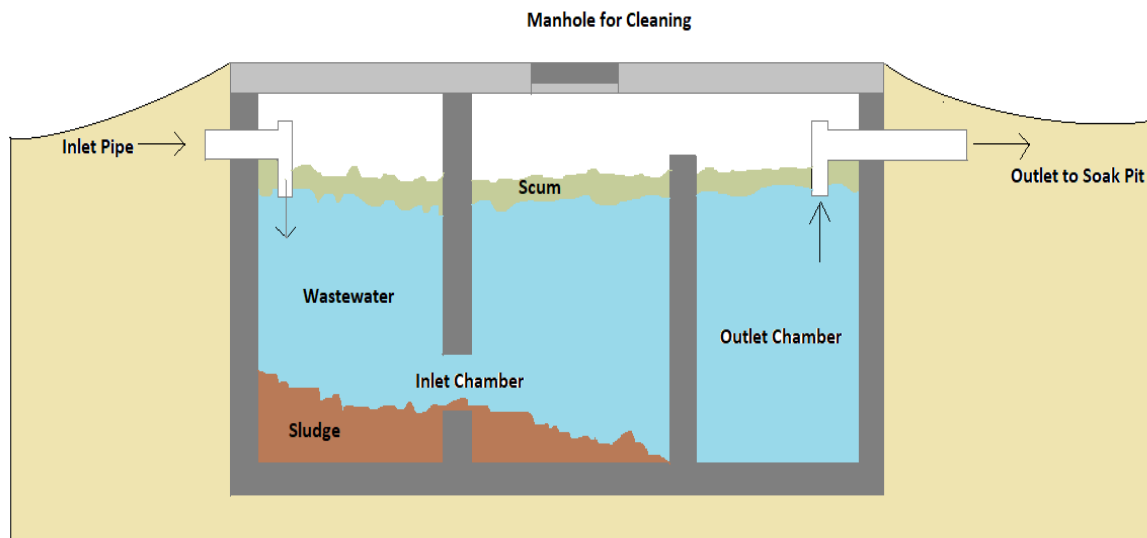 Manhole for Cleaning
Inlet Pipe
Outlet to Soak Pit
Scum
Wastewater
Outlet Chamber
Inlet Chamber
Sludge